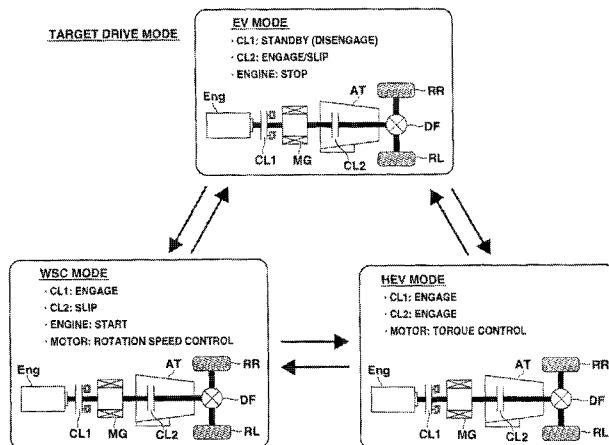 TARGET DRIVE MODE
EV MODE
· CL1: STANDBY (DISENGAGE)
· CL2: ENGAGE/SLIP
· ENGINE: STOP
AT
RR
Eng
DF
CL1
MG
CL2
RL
WSC MODE
· CL1: ENGAGE
· CL2: SLIP
· ENGINE: START
· MOTOR: ROTATION SPEED CONTROL
AT
RR
Eng
DF
CL1
MG
CL2
RL
HEV MODE
· CL1: ENGAGE
· CL2: ENGAGE
· MOTOR: TORQUE CONTROL
AT
RR
Eng
DF
CL1
MG
CL2
RL